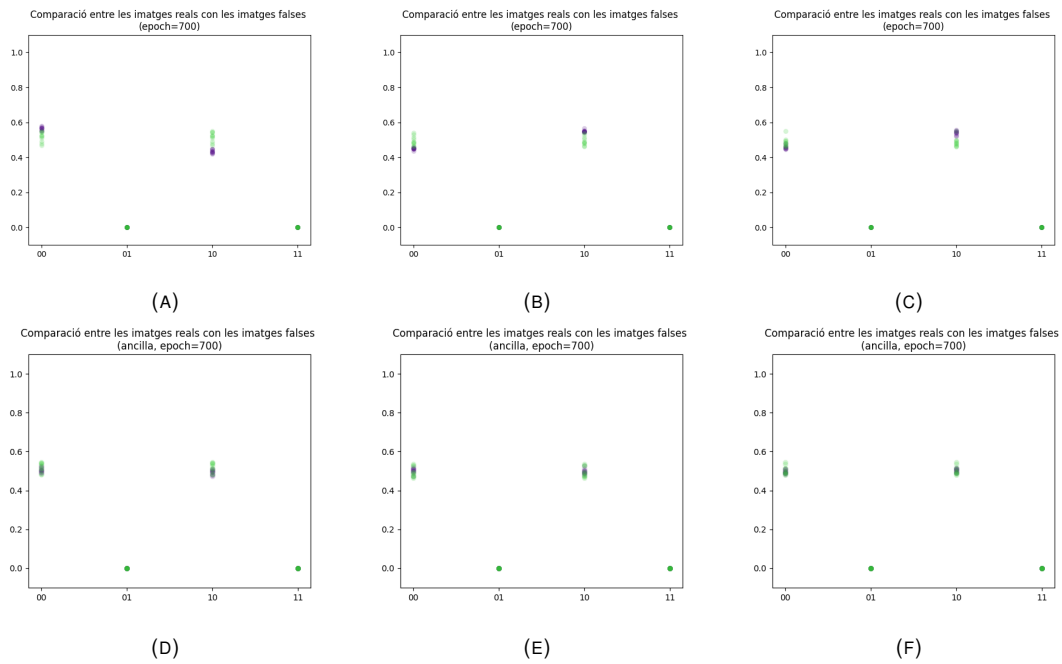 Comparació entre les imatges reals con les imatges falses
(epoch=700)
1.0
0.8
0.6
0.4
0.2
0.0
00 01 10 11
(A)
Comparació entre les imatges reals con les imatges falses
(epoch=700)
1.0
0.8
0.6
0.4
0.2
0.0
00 01 10 11
(B)
Comparació entre les imatges reals con les imatges falses
(epoch=700)
1.0
0.8
0.6
0.4
0.2
0.0
00 01 10 11
(C)
Comparació entre les imatges reals con les imatges falses
(ancilla, epoch=700)
1.0
0.8
0.6
0.4
0.2
0.0
00 01 10 11
(D)
Comparació entre les imatges reals con les imatges falses
(ancilla, epoch=700)
1.0
0.8
0.6
0.4
0.2
0.0
00 01 10 11
(E)
Comparació entre les imatges reals con les imatges falses
(ancilla, epoch=700)
1.0
0.8
0.6
0.4
0.2
0.0
00 01 10 11
(F)